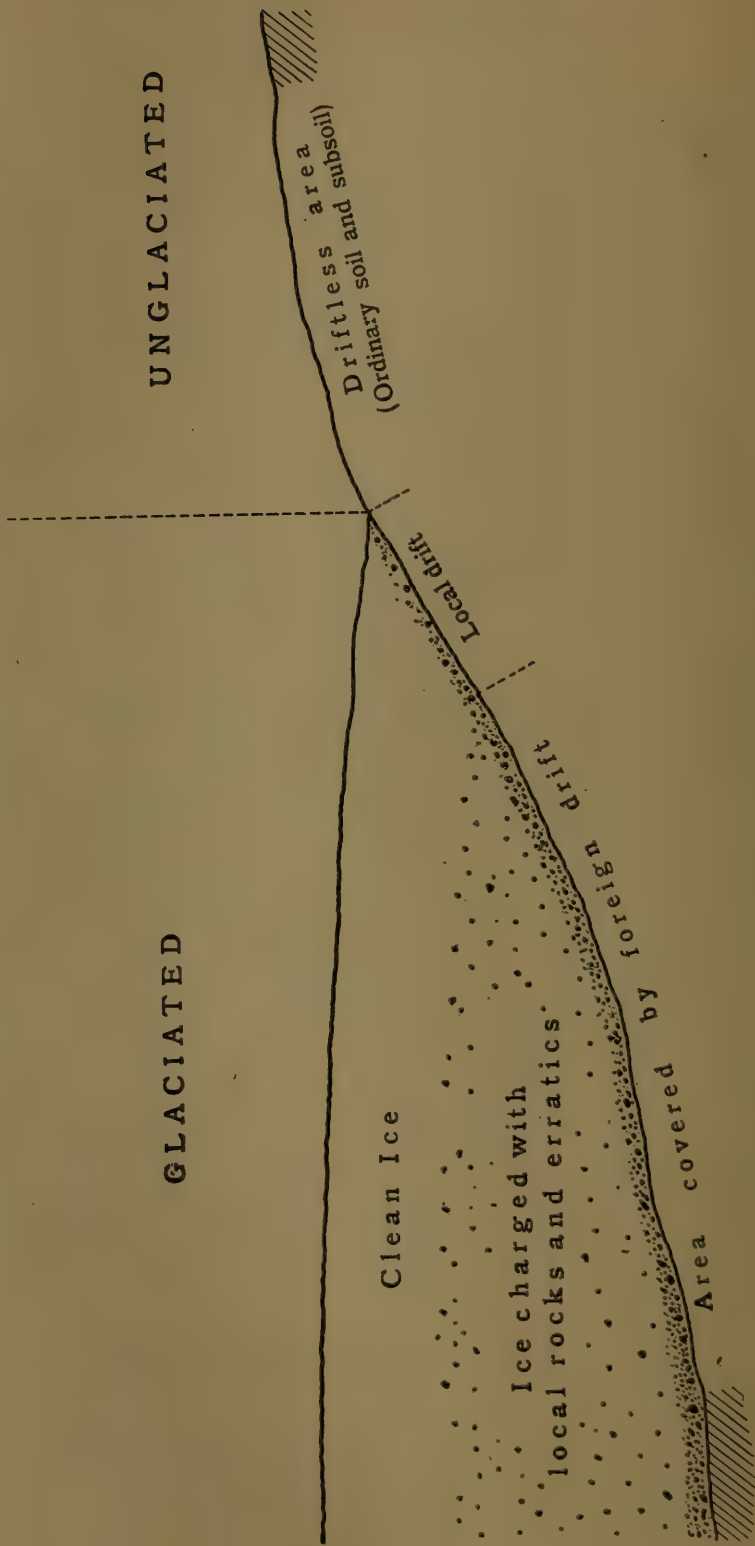 GLACIATED
UNGLACIATED
Clean Ice
Ice charged with
local rocks and erratics
Area covered by foreign drift
Local drift
Driftless area
(Ordinary soil and subsoil)